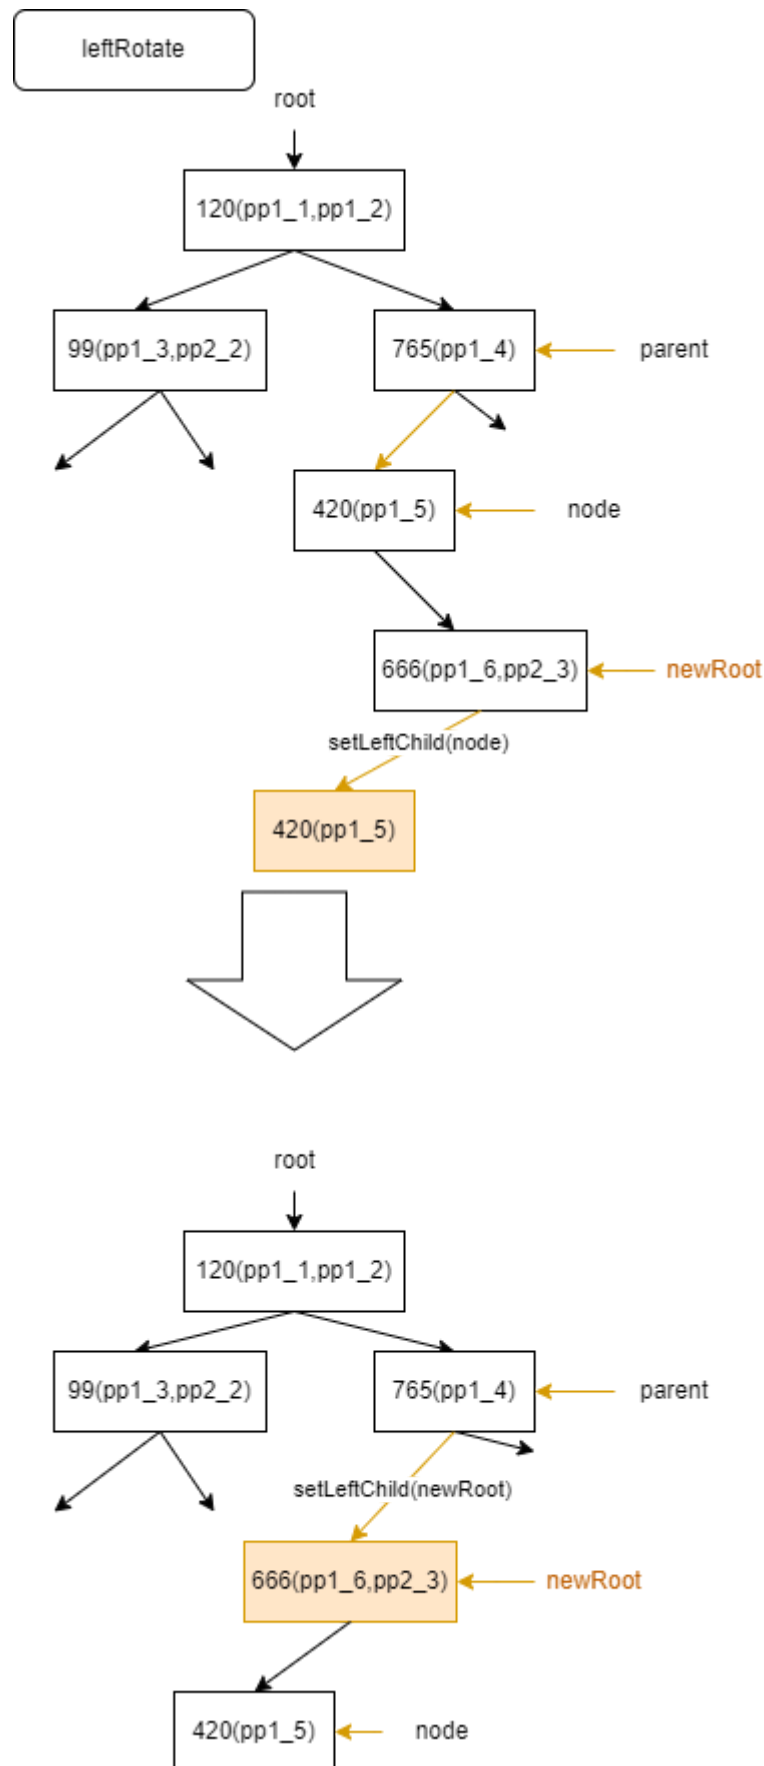 leftRotate
root
120(pp1_1,pp1_2)
99(pp1_3,pp2_2)
765(pp1_4)
parent
420(pp1_5)
node
666(pp1_6,pp2_3)
newRoot
setLeftChild(node)
420(pp1_5)
root
120(pp1_1,pp1_2)
99(pp1_3,pp2_2)
765(pp1_4)
parent
setLeftChild(newRoot)
666(pp1_6,pp2_3)
newRoot
420(pp1_5)
node